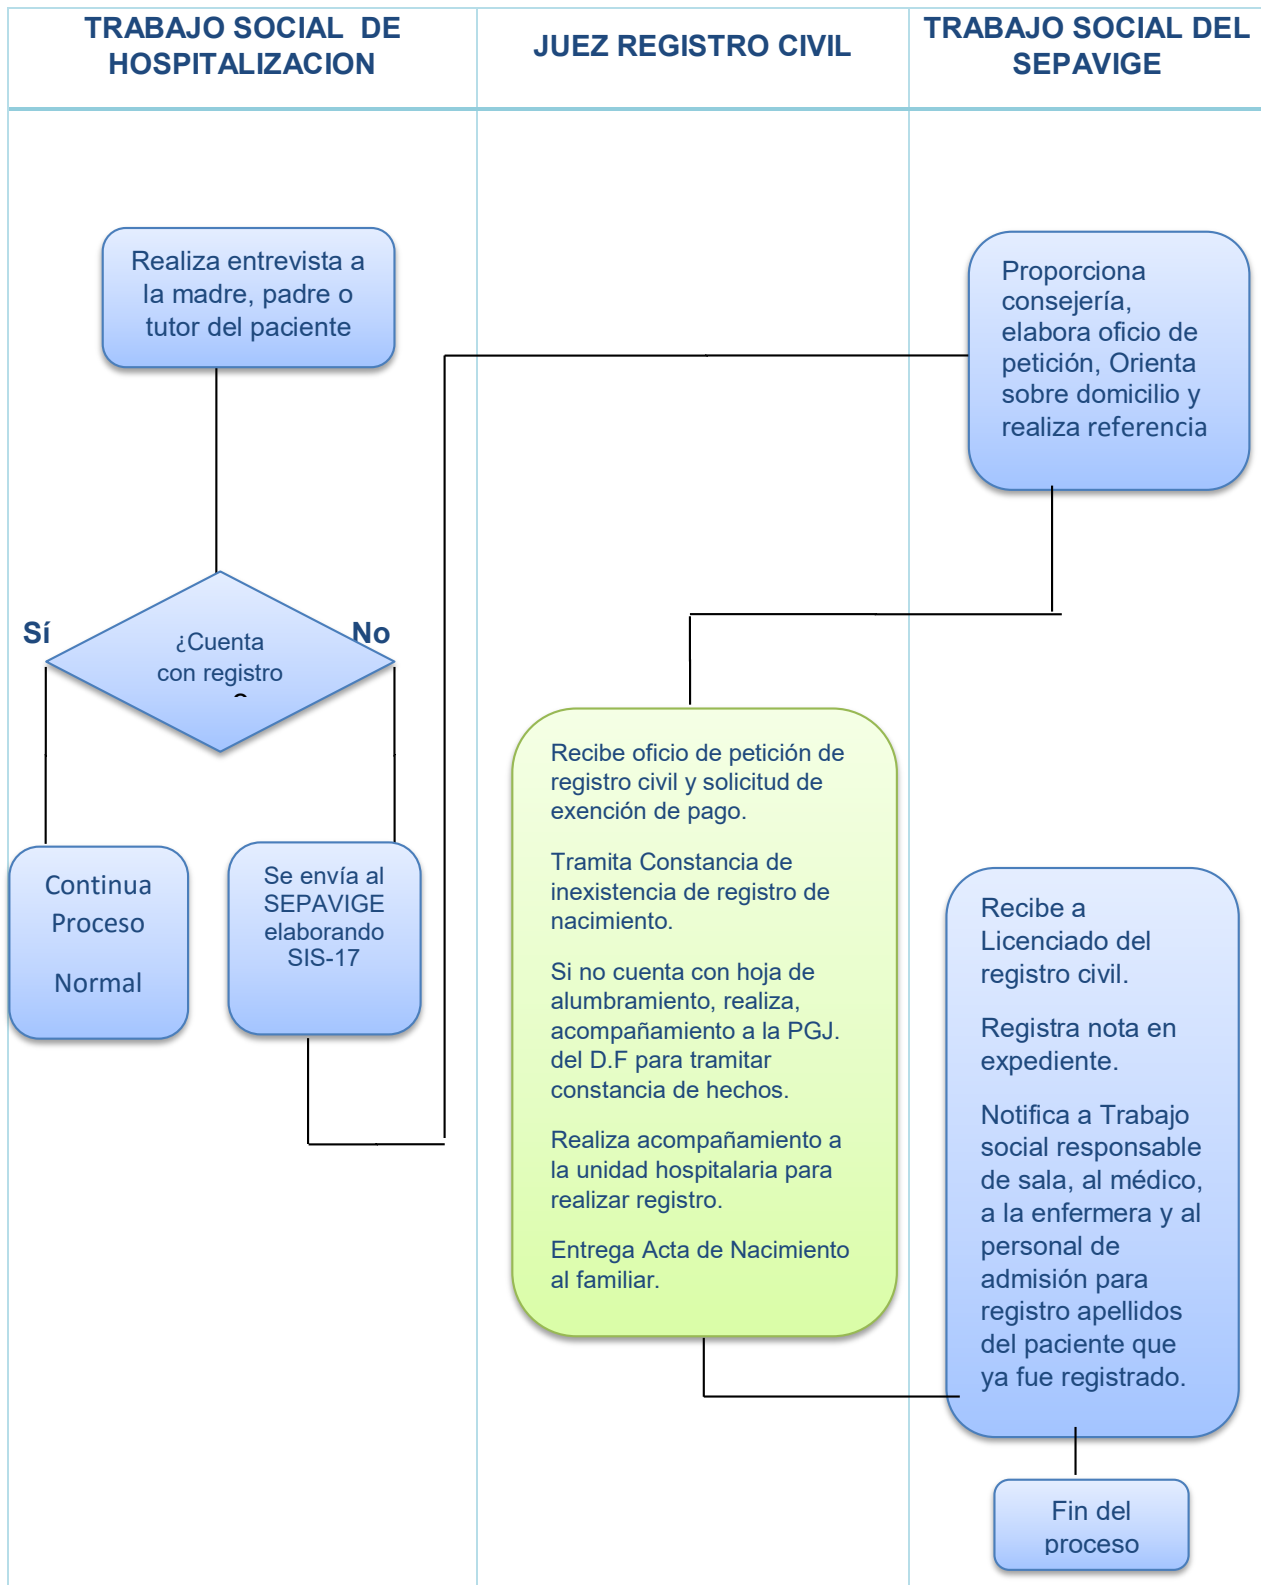 TRABAJO SOCIAL DE
HOSPITALIZACION
JUEZ REGISTRO CIVIL
TRABAJO SOCIAL DEL
SEPAVIGE
Realiza entrevista a
la madre, padre o
tutor del paciente
Proporciona
consejería,
elabora oficio de
petición, Orienta
sobre domicilio y
realiza referencia
Sí
No
¿Cuenta
con registro
Continua
Proceso
Normal
Se envía al
SEPAVIGE
elaborando
SIS-17
Recibe oficio de petición de
registro civil y solicitud de
exención de pago.
Tramita Constancia de
inexistencia de registro de
nacimiento.
Si no cuenta con hoja de
alumbramiento, realiza,
acompañamiento a la PGJ.
del D.F para tramitar
constancia de hechos.
Realiza acompañamiento a
la unidad hospitalaria para
realizar registro.
Entrega Acta de Nacimiento
al familiar.
Recibe a
Licenciado del
registro civil.
Registra nota en
expediente.
Notifica a Trabajo
social responsable
de sala, al médico,
a la enfermera y al
personal de
admisión para
registro apellidos
del paciente que
ya fue registrado.
Fin del
proceso